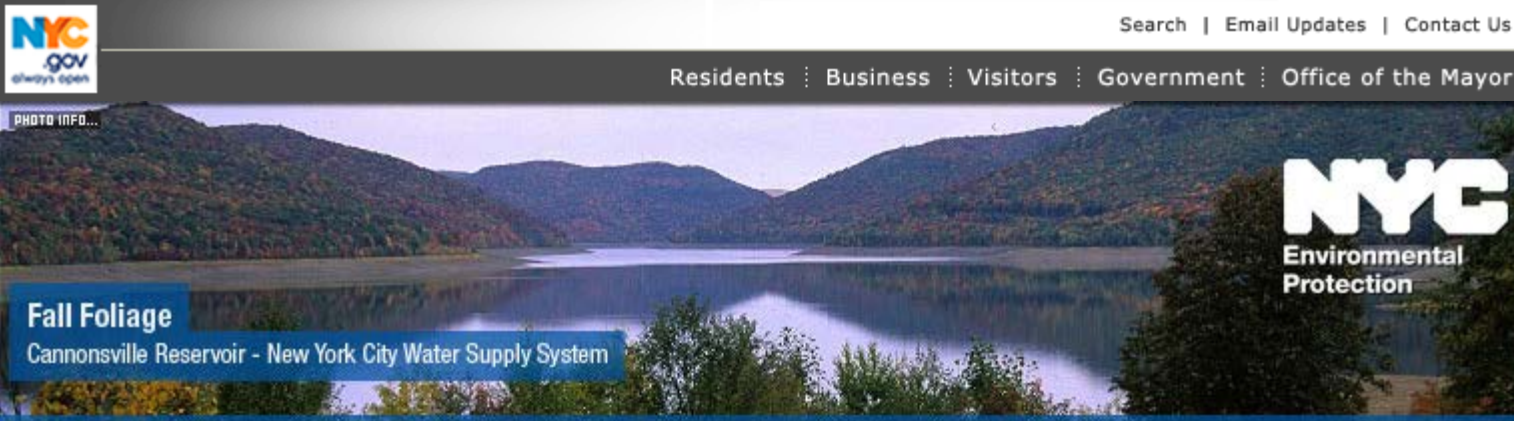 NYC
.gov
always open
Search | Email Updates | Contact Us
Residents Business Visitors Government Office of the Mayor
PHOTO INFO...
NYC
Environmental
Protection
Fall Foliage
Cannonsville Reservoir - New York City Water Supply System